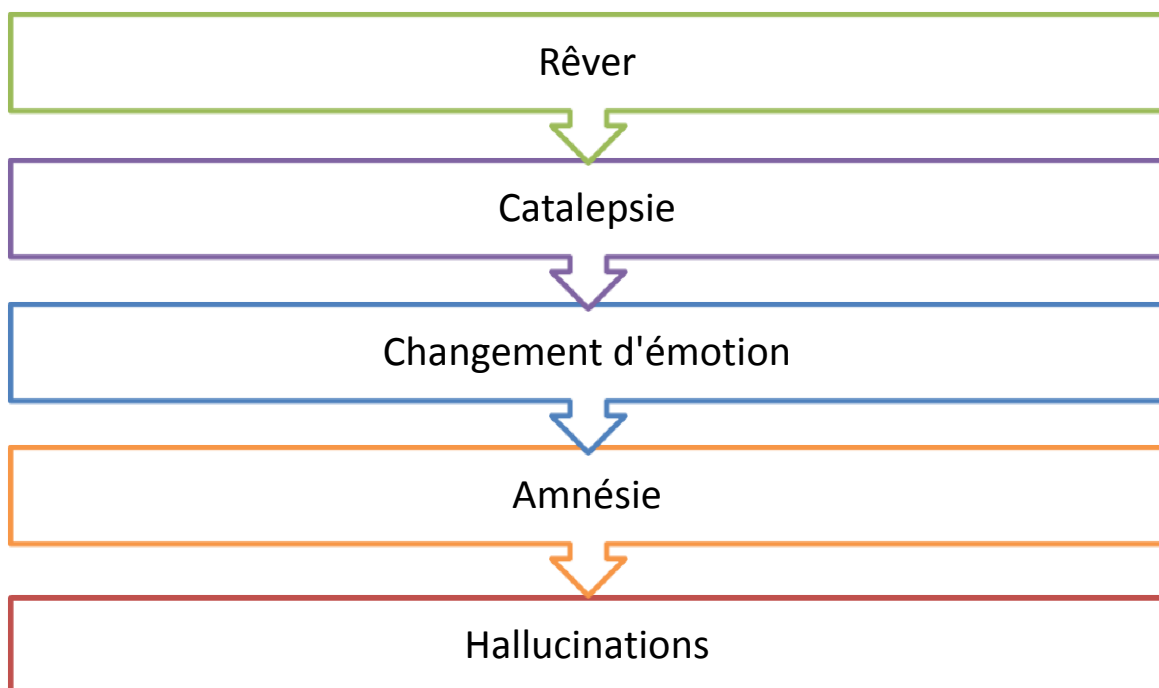 Rêver
Catalepsie
Changement d'émotion
Amnésie
Hallucinations